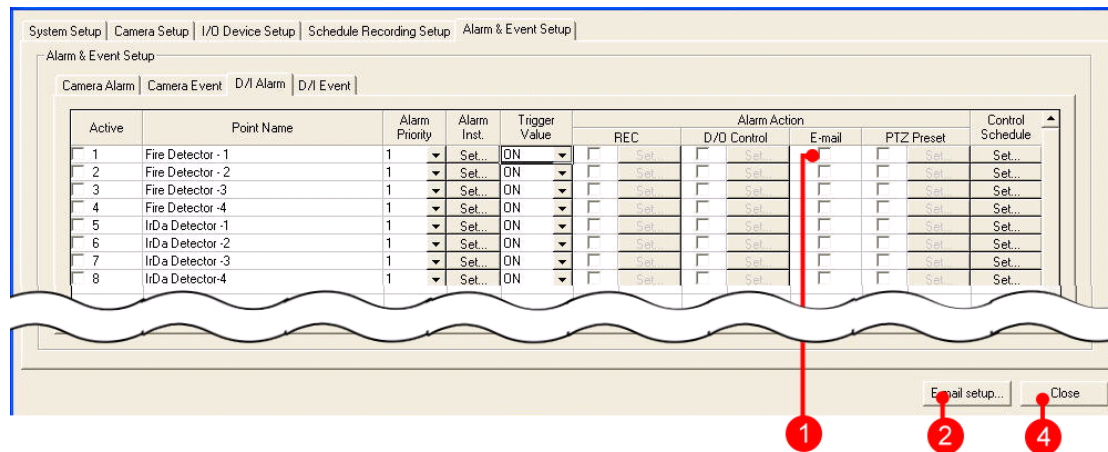 System Setup Camera Setup I/O Device Setup Schedule Recording Setup Alarm & Event Setup
Alarm & Event Setup
Camera Alarm Camera Event D/I Alarm D/I Event
Active Point Name Alarm Priority Alarm Inst. Trigger Value Alarm Action Control Schedule
REC D/O Control E-mail PTZ Preset
1 Fire Detector - 1 1 Set... ON Set... Set... Set... Set...
2 Fire Detector - 2 1 Set... ON Set... Set... Set... Set...
3 Fire Detector -3 1 Set... ON Set... Set... Set... Set...
4 Fire Detector -4 1 Set... ON Set... Set... Set... Set...
5 IrDa Detector -1 1 Set... ON Set... Set... Set... Set...
6 IrDa Detector -2 1 Set... ON Set... Set... Set... Set...
7 IrDa Detector -3 1 Set... ON Set... Set... Set... Set...
8 IrDa Detector-4 1 Set... ON Set... Set... Set... Set...
E-mail setup... Close
1 2 4